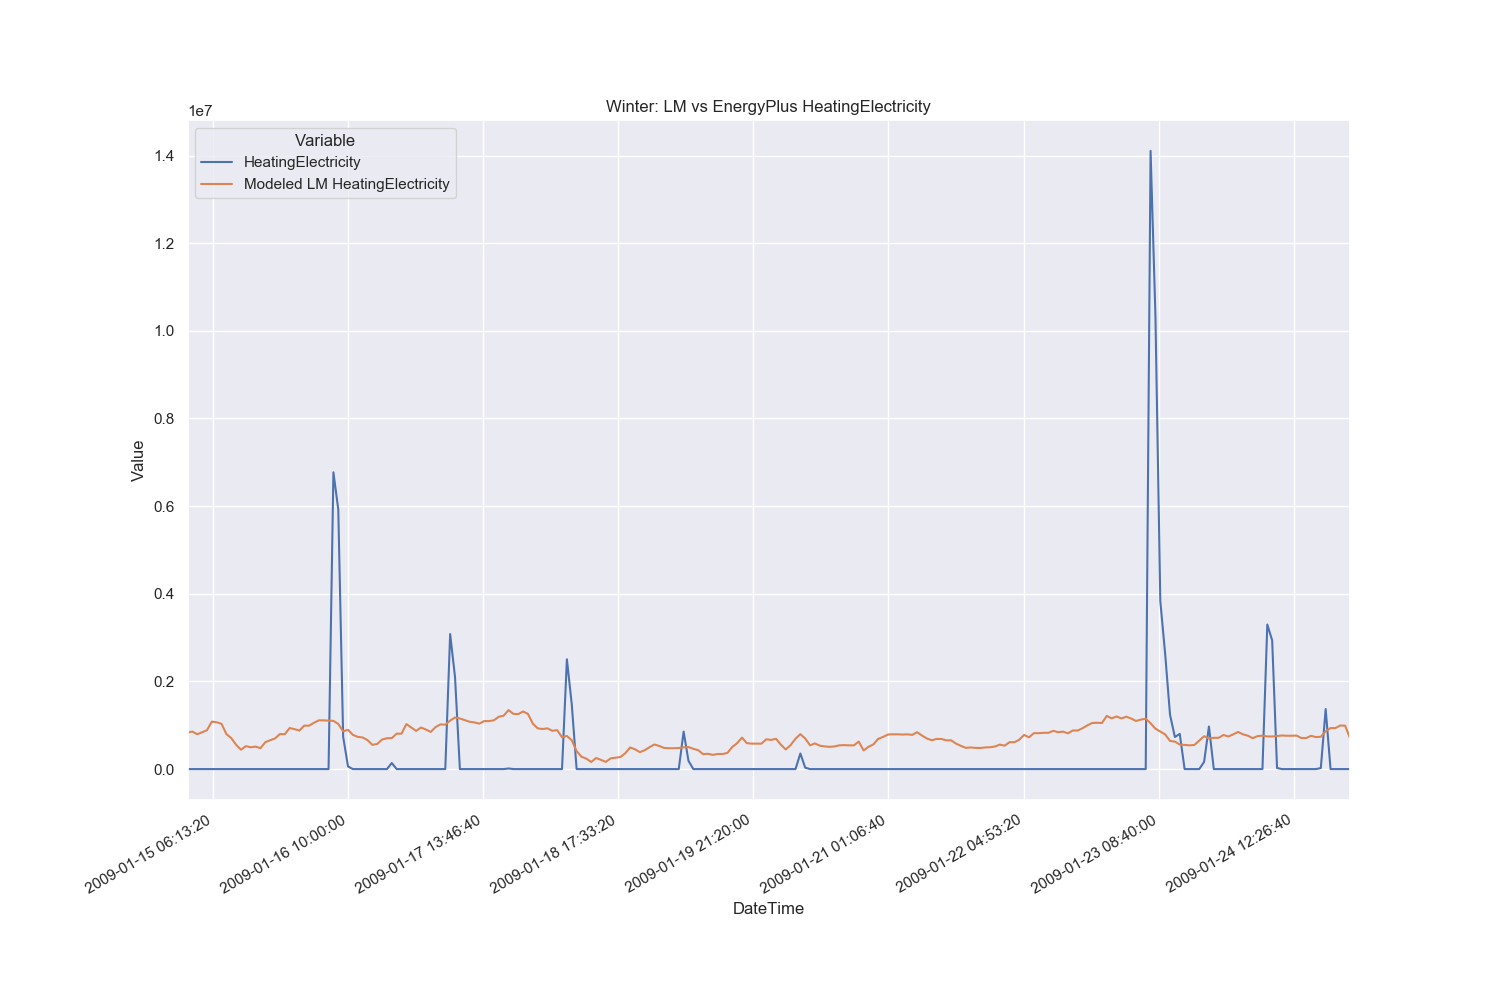 Winter: LM vs EnergyPlus HeatingElectricity
1e7
Variable
HeatingElectricity
Modeled LM HeatingElectricity
1.4
1.2
1.0
0.8
0.6
0.4
0.2
0.0
Value
2009-01-15 06:13:20
2009-01-16 10:00:00
2009-01-17 13:46:40
2009-01-18 17:33:20
2009-01-19 21:20:00
2009-01-21 01:06:40
2009-01-22 04:53:20
2009-01-23 08:40:00
2009-01-24 12:26:40
DateTime